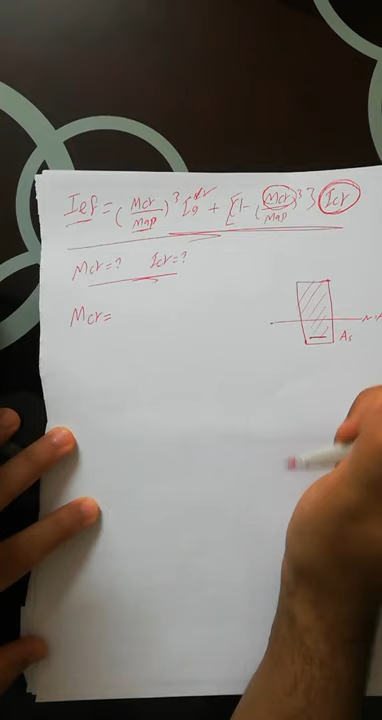 Ief = (Mcr/Map)³ Ig + [1 - (Mcr/Map)³] Icr
Mcr = ? Icr = ?
Mcr =
N.A
As